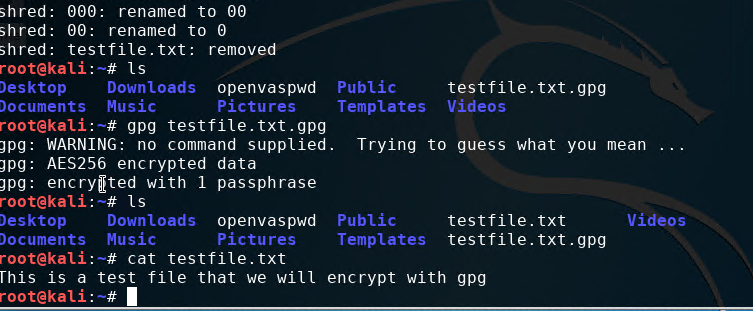 shred: 000: renamed to 00
shred: 00: renamed to 0
shred: testfile.txt: removed
root@kali:~# ls
Desktop Downloads openvaspwd Public testfile.txt.gpg
Documents Music Pictures Templates Videos
root@kali:~# gpg testfile.txt.gpg
gpg: WARNING: no command supplied.  Trying to guess what you mean ...
gpg: AES256 encrypted data
gpg: encrypted with 1 passphrase
root@kali:~# ls
Desktop Downloads openvaspwd Public testfile.txt Videos
Documents Music Pictures Templates testfile.txt.gpg
root@kali:~# cat testfile.txt
This is a test file that we will encrypt with gpg
root@kali:~#